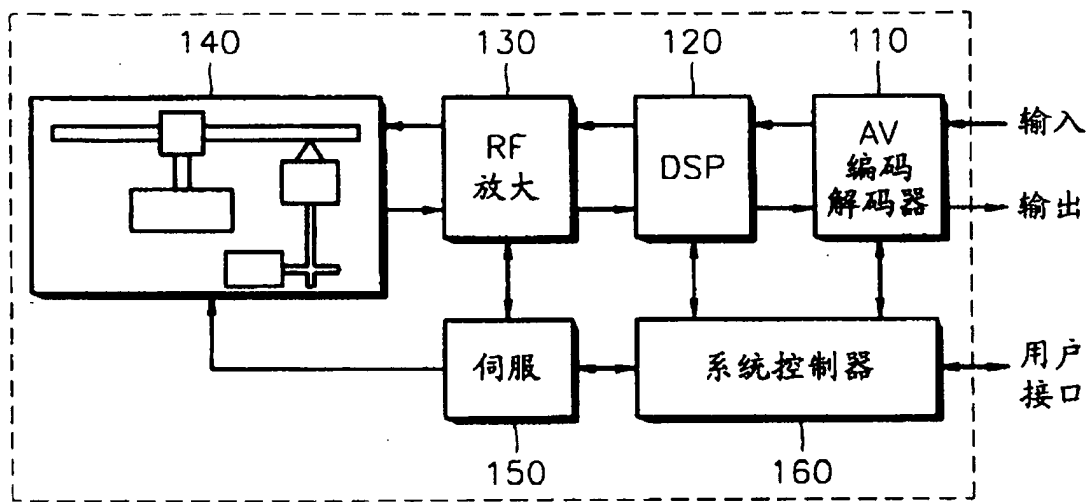 140
130
120
110
RF
放大
DSP
AV
编码
解码器
输入
输出
伺服
系统控制器
用户
接口
150
160